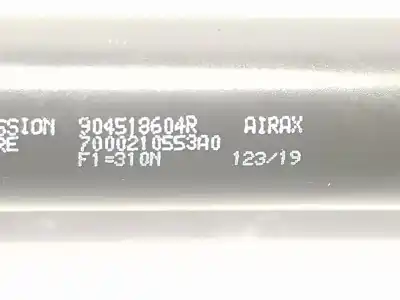 SSION 904518604R AIRAX
RE 7000210553A0
F1=310N 123/19